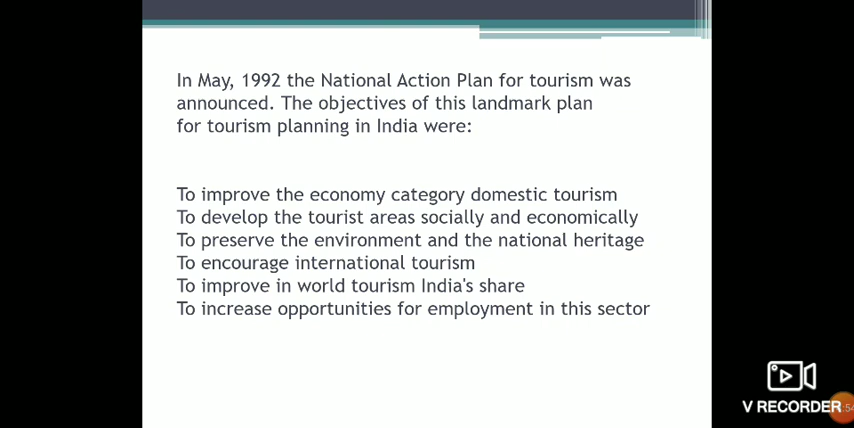 In May, 1992 the National Action Plan for tourism was
announced. The objectives of this landmark plan
for tourism planning in India were:
To improve the economy category domestic tourism
To develop the tourist areas socially and economically
To preserve the environment and the national heritage
To encourage international tourism
To improve in world tourism India's share
To increase opportunities for employment in this sector
V RECORDER
:54